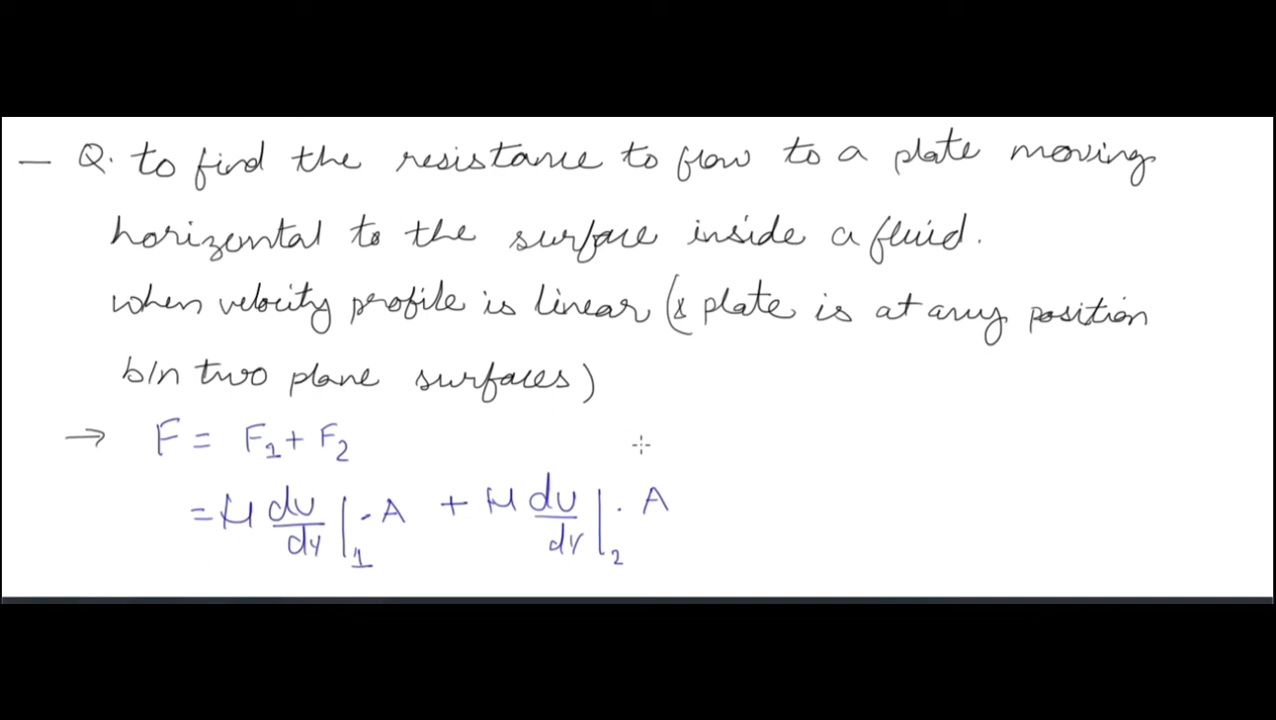 — Q. to find the resistance to flow to a plate moving
horizontal to the surface inside a fluid.
when velocity profile is linear (& plate is at any position
b/n two plane surfaces)
→ F = F₁ + F₂
= μ du/dy |₁ · A + μ du/dy |₂ · A